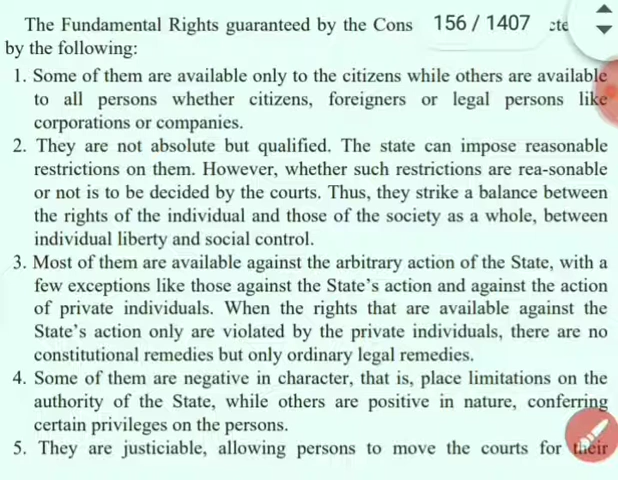 The Fundamental Rights guaranteed by the Cons 156 / 1407 cte
by the following:
1. Some of them are available only to the citizens while others are available
to all persons whether citizens, foreigners or legal persons like
corporations or companies.
2. They are not absolute but qualified. The state can impose reasonable
restrictions on them. However, whether such restrictions are rea-sonable
or not is to be decided by the courts. Thus, they strike a balance between
the rights of the individual and those of the society as a whole, between
individual liberty and social control.
3. Most of them are available against the arbitrary action of the State, with a
few exceptions like those against the State’s action and against the action
of private individuals. When the rights that are available against the
State’s action only are violated by the private individuals, there are no
constitutional remedies but only ordinary legal remedies.
4. Some of them are negative in character, that is, place limitations on the
authority of the State, while others are positive in nature, conferring
certain privileges on the persons.
5. They are justiciable, allowing persons to move the courts for their